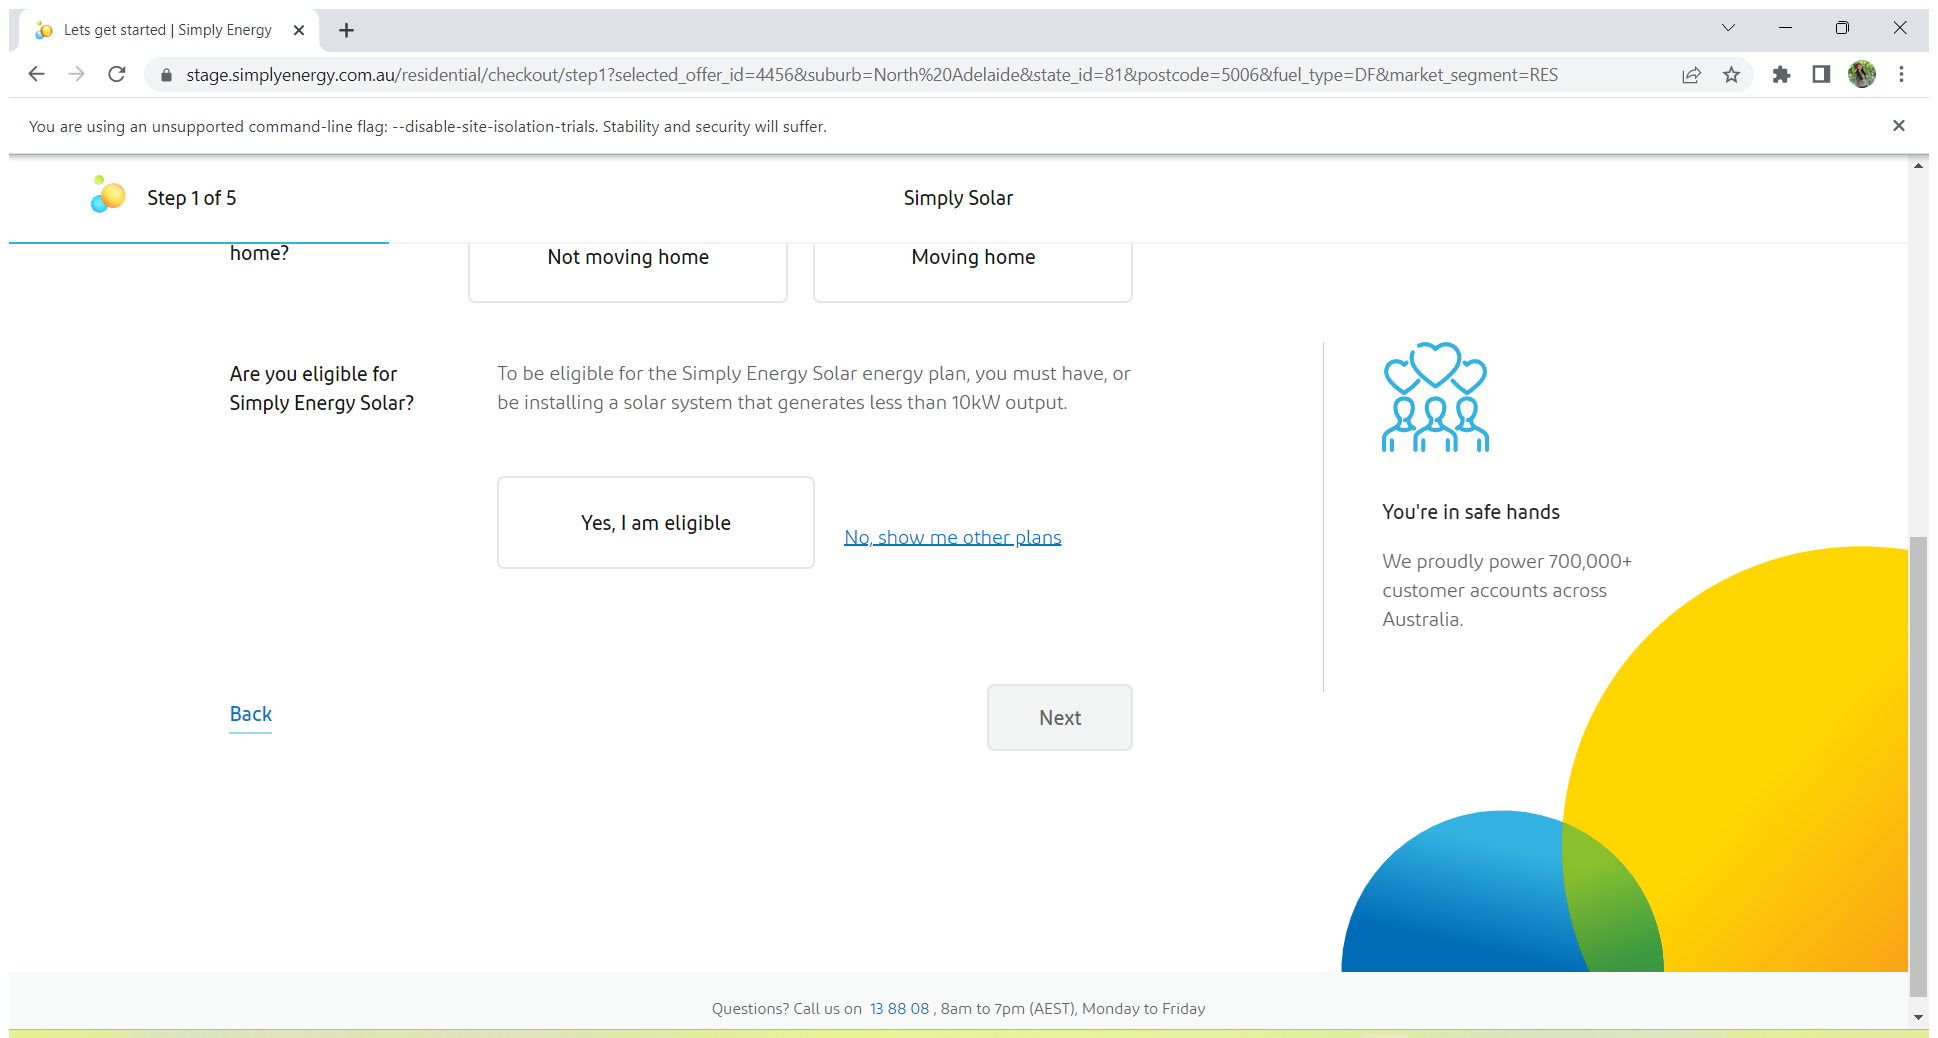 Lets get started | Simply Energy
stage.simplyenergy.com.au/residential/checkout/step1?selected_offer_id=4456&suburb=North%20Adelaide&state_id=81&postcode=5006&fuel_type=DF&market_segment=RES
You are using an unsupported command-line flag: --disable-site-isolation-trials. Stability and security will suffer.
Step 1 of 5
Simply Solar
home?
Not moving home
Moving home
Are you eligible for
Simply Energy Solar?
To be eligible for the Simply Energy Solar energy plan, you must have, or
be installing a solar system that generates less than 10kW output.
Yes, I am eligible
No, show me other plans
You're in safe hands
We proudly power 700,000+
customer accounts across
Australia.
Back
Next
Questions? Call us on 13 88 08 , 8am to 7pm (AEST), Monday to Friday